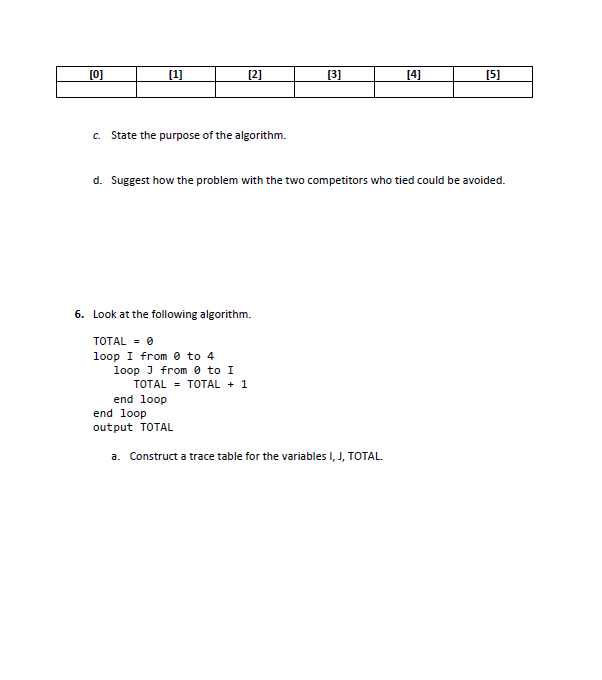 [0] [1] [2] [3] [4] [5]
c. State the purpose of the algorithm.
d. Suggest how the problem with the two competitors who tied could be avoided.
6. Look at the following algorithm.
TOTAL = 0
loop I from 0 to 4
loop J from 0 to I
TOTAL = TOTAL + 1
end loop
end loop
output TOTAL
a. Construct a trace table for the variables I, J, TOTAL.